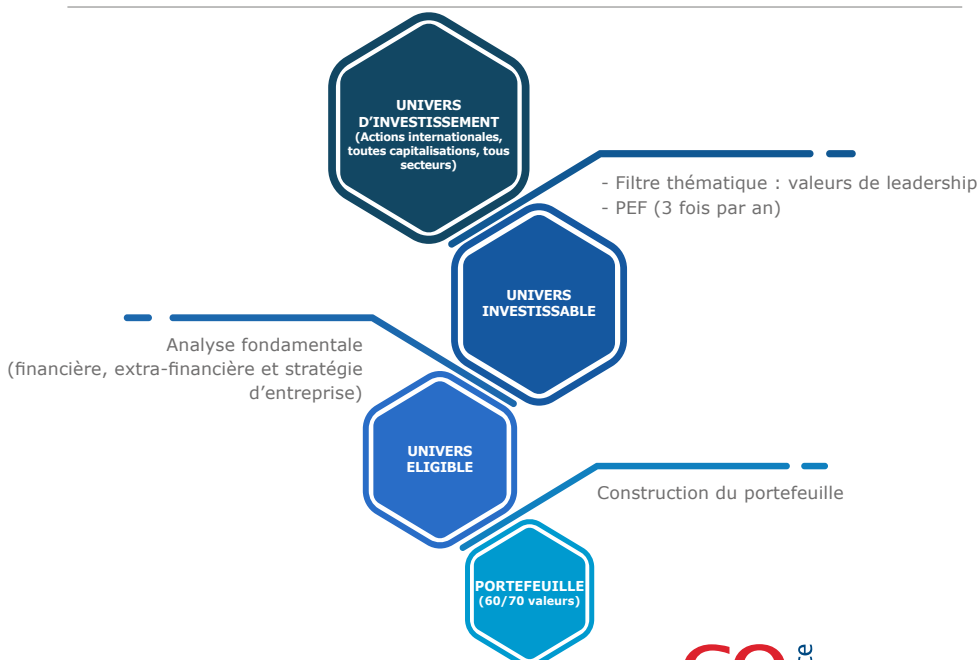 UNIVERS
D’INVESTISSEMENT
(Actions internationales,
toutes capitalisations, tous
secteurs)
- Filtre thématique : valeurs de leadership
- PEF (3 fois par an)
UNIVERS
INVESTISSABLE
Analyse fondamentale
(financière, extra-financière et stratégie
d’entreprise)
UNIVERS
ELIGIBLE
Construction du portefeuille
PORTEFEUILLE
(60/70 valeurs)